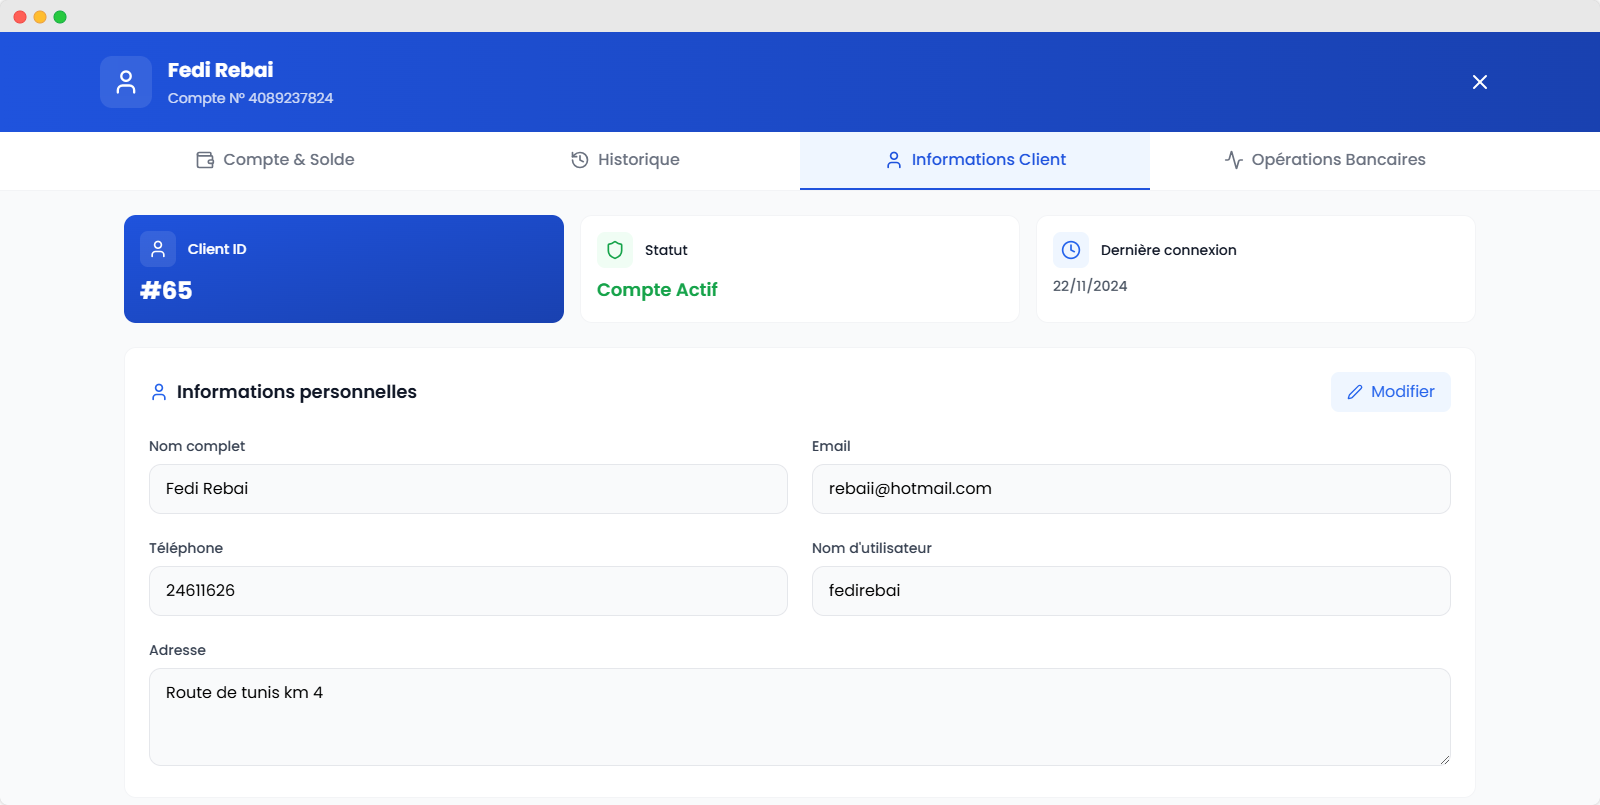 Fedi Rebai
Compte N° 4089237824
Compte & Solde
Historique
Informations Client
Opérations Bancaires
Client ID
#65
Statut
Compte Actif
Dernière connexion
22/11/2024
Informations personnelles
Modifier
Nom complet
Fedi Rebai
Email
rebaii@hotmail.com
Téléphone
24611626
Nom d'utilisateur
fedirebai
Adresse
Route de tunis km 4